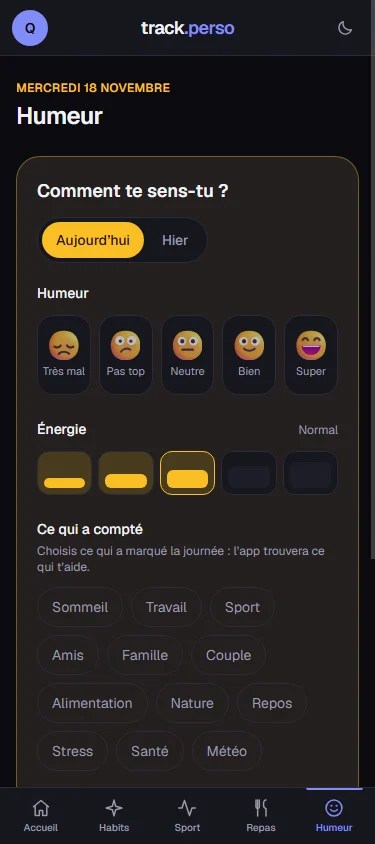 Q
track.perso
MERCREDI 18 NOVEMBRE
Humeur
Comment te sens-tu ?
Aujourd'hui Hier
Humeur
Très mal Pas top Neutre Bien Super
Énergie Normal
Ce qui a compté
Choisis ce qui a marqué la journée : l'app trouvera ce
qui t'aide.
Sommeil Travail Sport
Amis Famille Couple
Alimentation Nature Repos
Stress Santé Météo
Accueil Habits Sport Repas Humeur